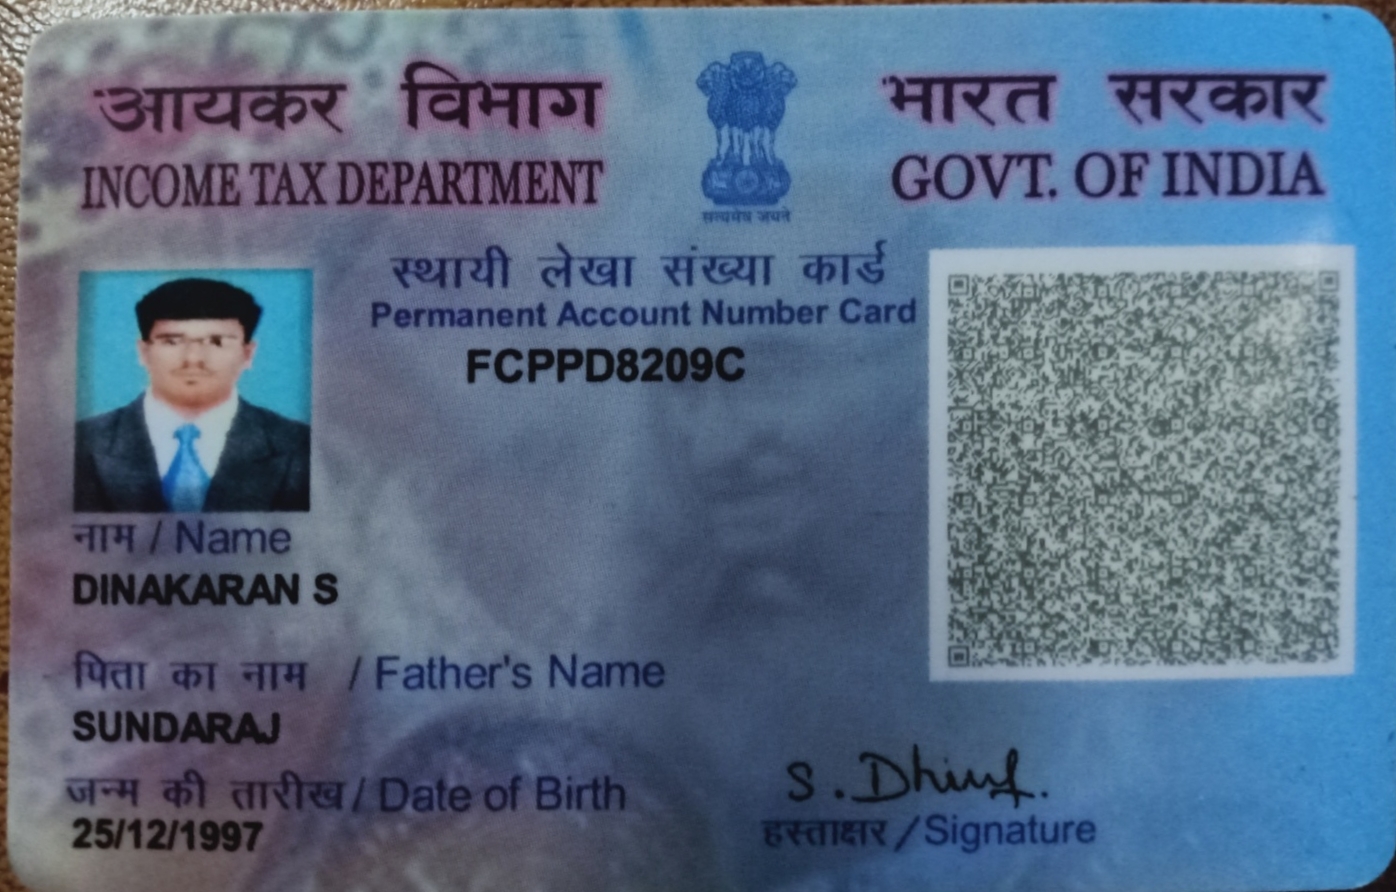 आयकर विभाग
INCOME TAX DEPARTMENT
सत्यमेव जयते
भारत सरकार
GOVT. OF INDIA
स्थायी लेखा संख्या कार्ड
Permanent Account Number Card
FCPPD8209C
नाम / Name
DINAKARAN S
पिता का नाम / Father's Name
SUNDARAJ
जन्म की तारीख / Date of Birth
25/12/1997
हस्ताक्षर / Signature